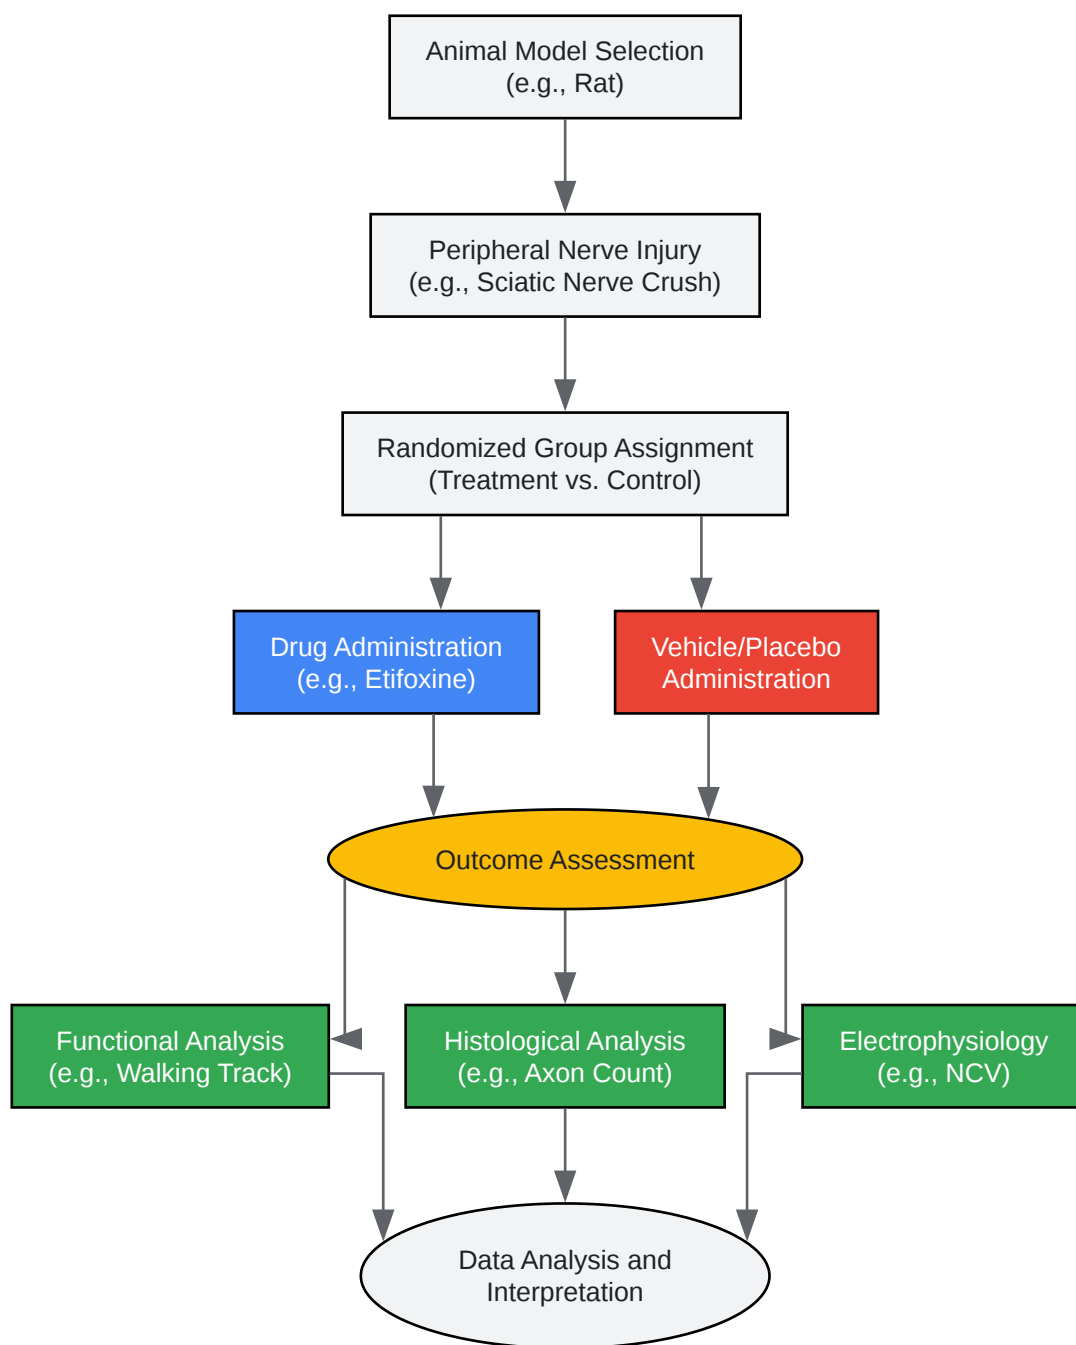 Animal Model Selection
(e.g., Rat)
Peripheral Nerve Injury
(e.g., Sciatic Nerve Crush)
Randomized Group Assignment
(Treatment vs. Control)
Drug Administration
(e.g., Etifoxine)
Vehicle/Placebo
Administration
Outcome Assessment
Functional Analysis
(e.g., Walking Track)
Histological Analysis
(e.g., Axon Count)
Electrophysiology
(e.g., NCV)
Data Analysis and
Interpretation